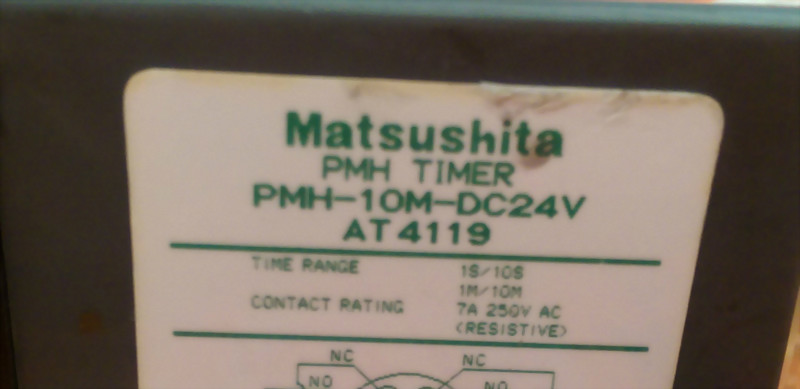 Matsushita
PMH TIMER
PMH-10M-DC24V
AT4119
TIME RANGE 1S/10S
1M/10M
CONTACT RATING 7A 250V AC
(RESISTIVE)
NC NC
NO NO